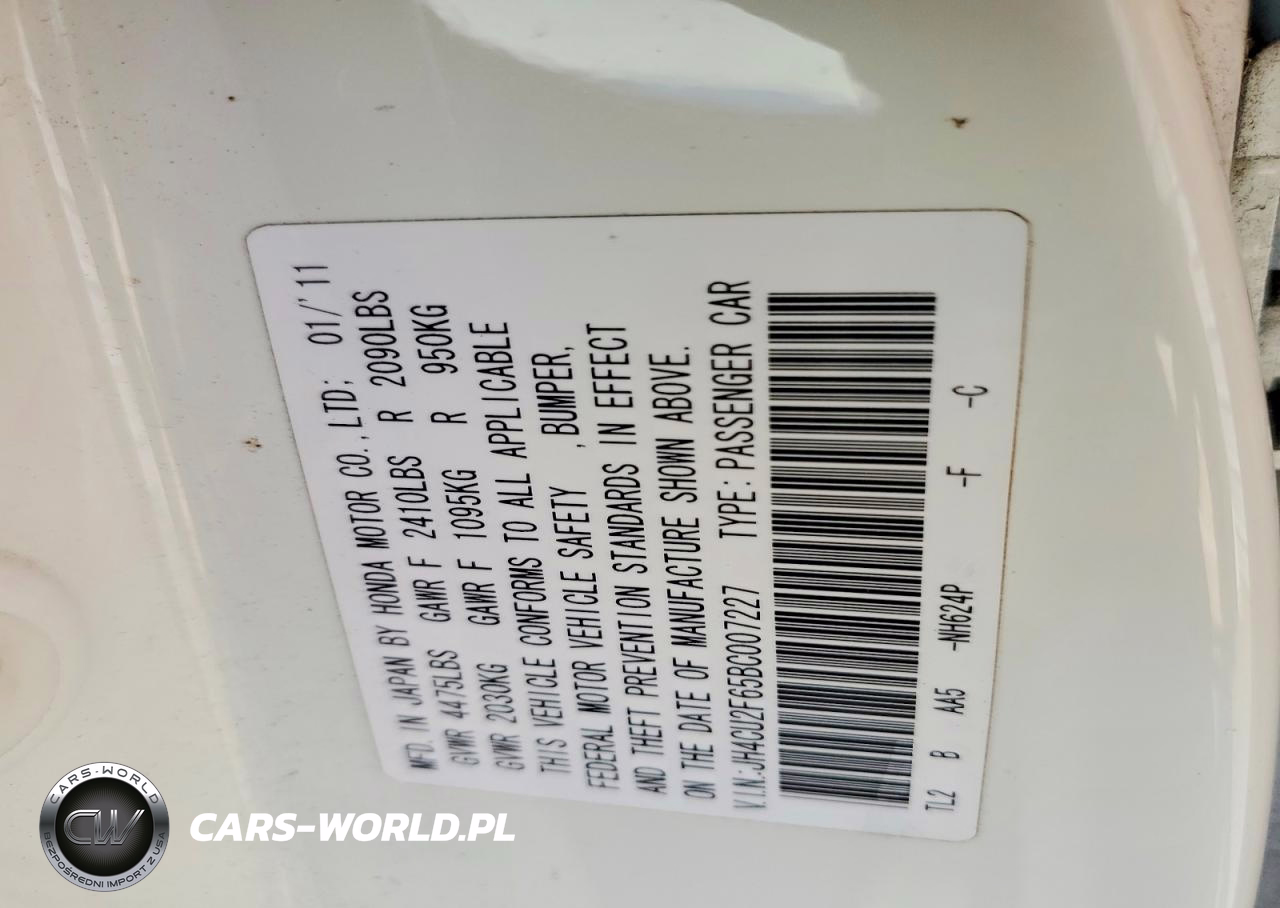 MFD. IN JAPAN BY HONDA MOTOR CO., LTD; 01/'11
GVWR 4475LBS GAWR F 2410LBS R 2090LBS
GVWR 2030KG GAWR F 1095KG R 950KG
THIS VEHICLE CONFORMS TO ALL APPLICABLE
FEDERAL MOTOR VEHICLE SAFETY , BUMPER,
AND THEFT PREVENTION STANDARDS IN EFFECT
ON THE DATE OF MANUFACTURE SHOWN ABOVE.
V.I.N.:JH4CU2F65BC007227 TYPE: PASSENGER CAR
TL2 B AA5 -NH624P -F -C
CARS-WORLD
CW
BEZPOŚREDNI IMPORT Z USA
CARS-WORLD.PL